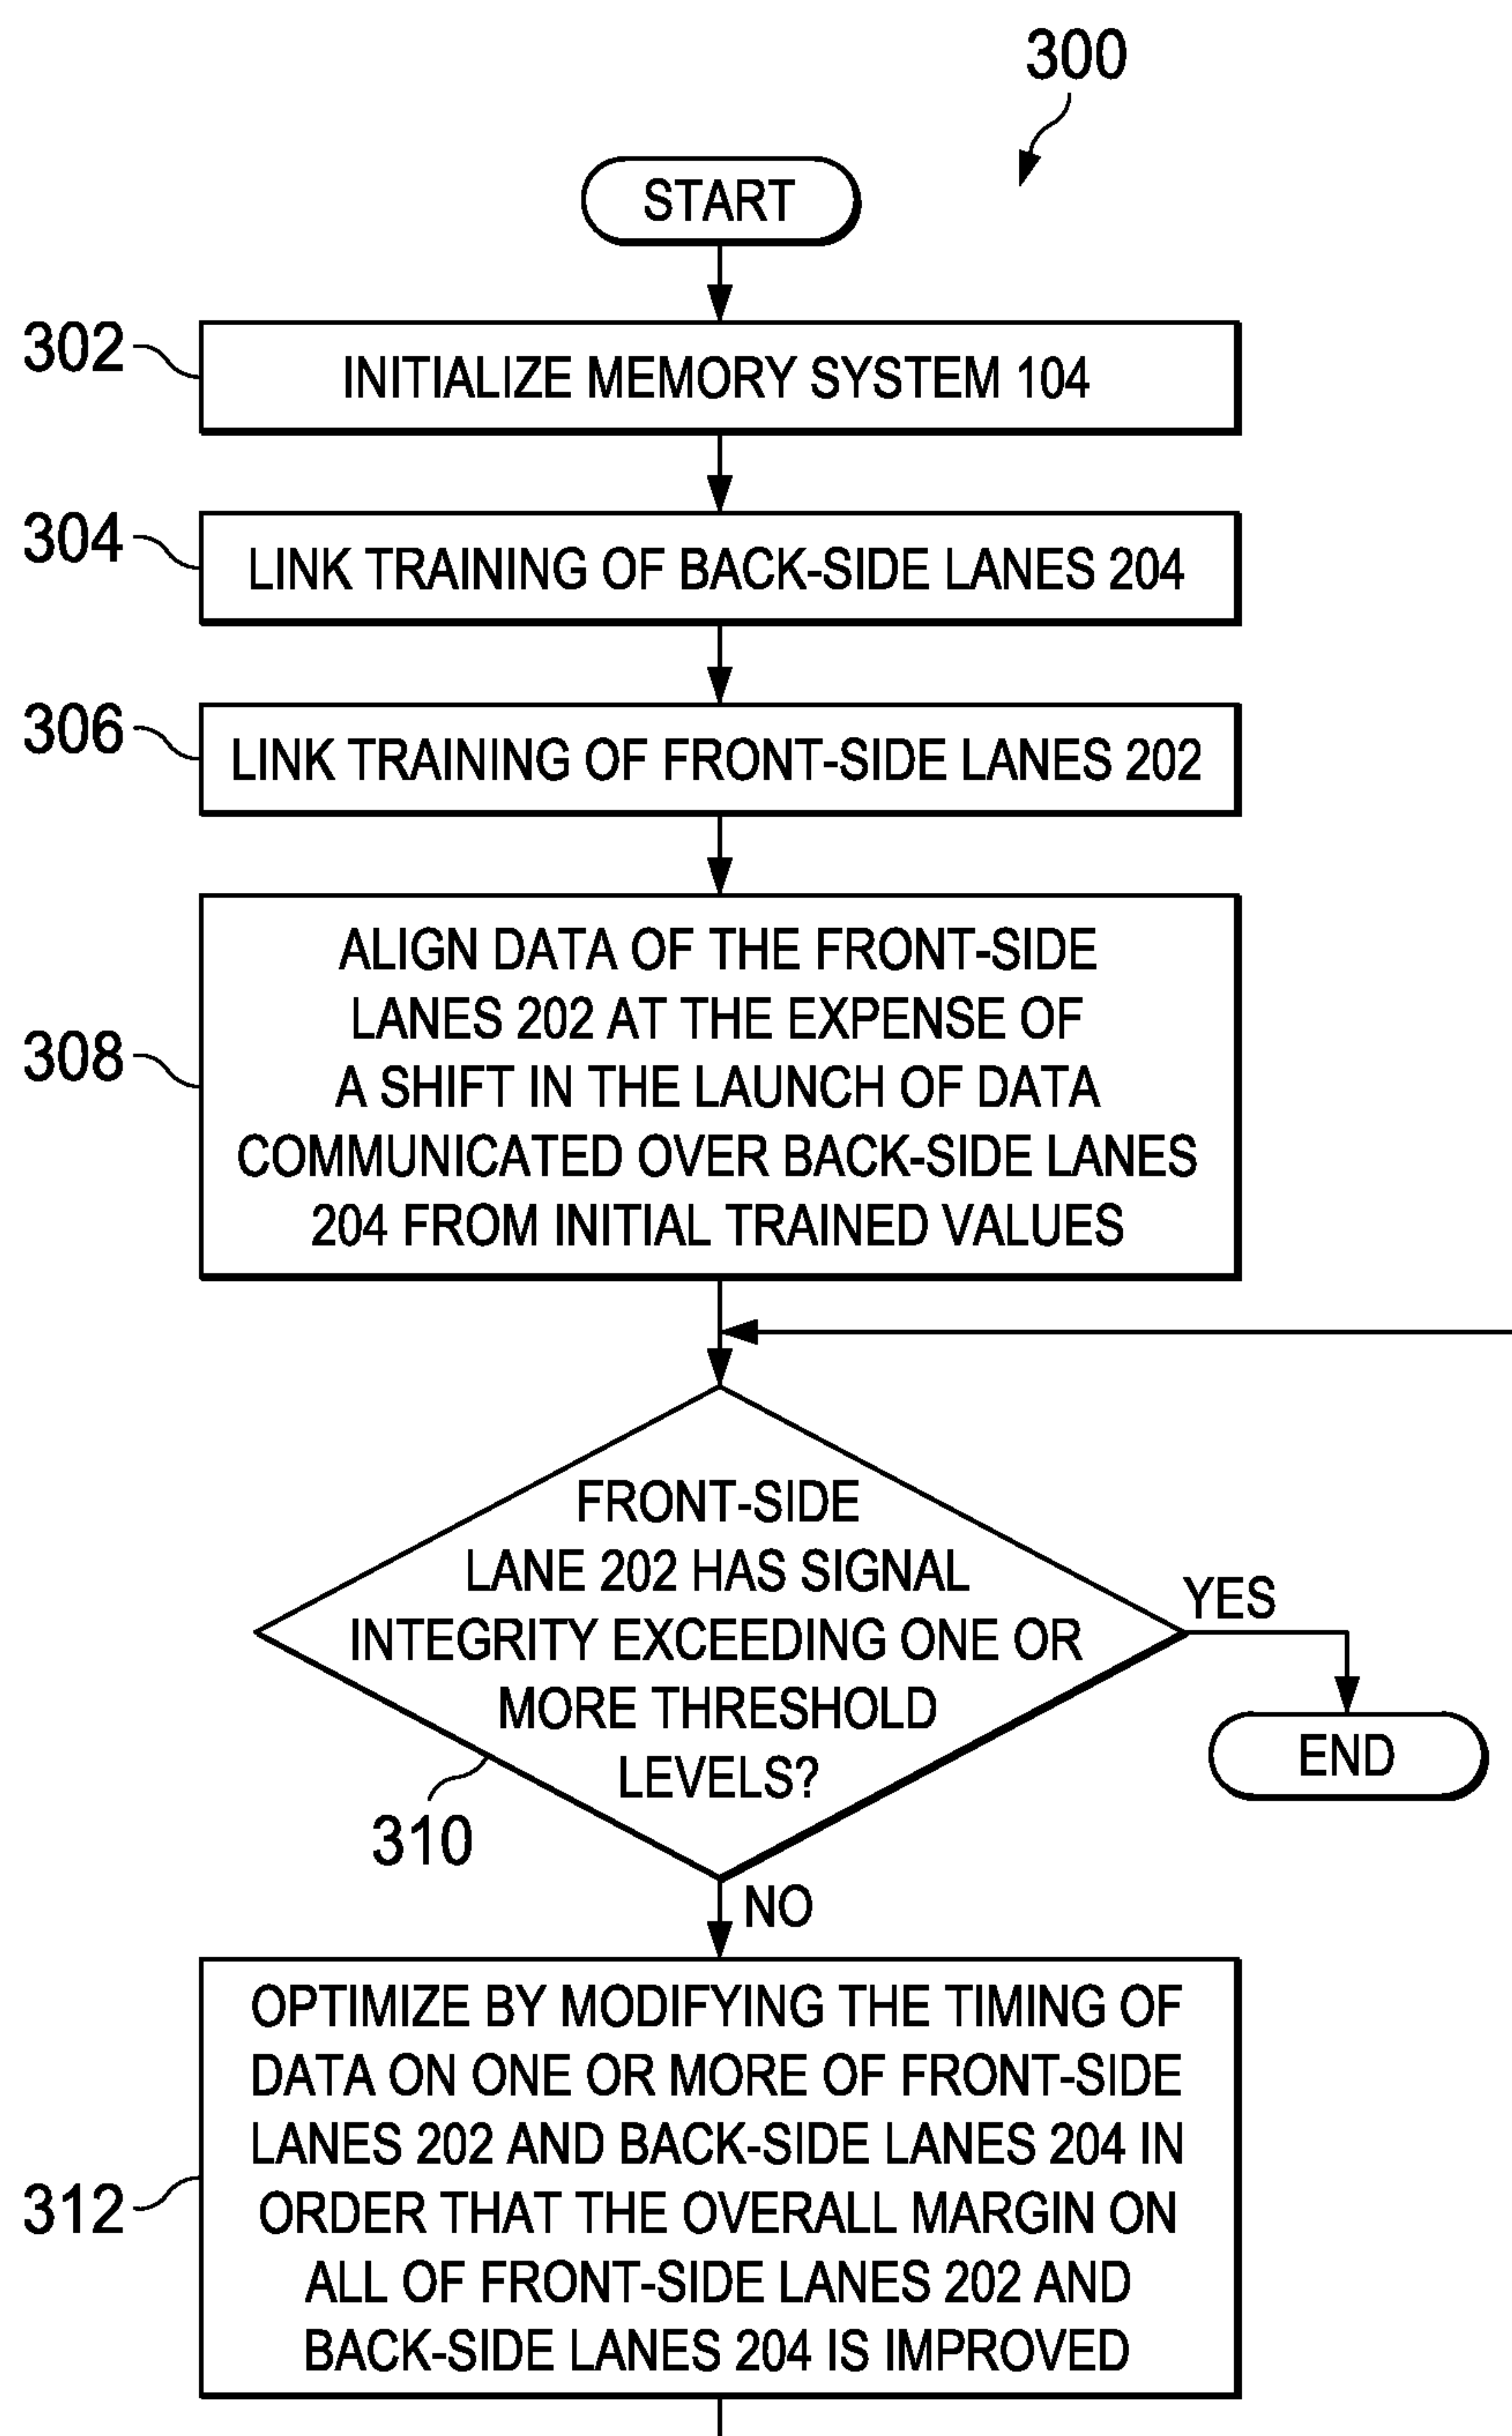 300
START
302
INITIALIZE MEMORY SYSTEM 104
304
LINK TRAINING OF BACK-SIDE LANES 204
306
LINK TRAINING OF FRONT-SIDE LANES 202
308
ALIGN DATA OF THE FRONT-SIDE
LANES 202 AT THE EXPENSE OF
A SHIFT IN THE LAUNCH OF DATA
COMMUNICATED OVER BACK-SIDE LANES
204 FROM INITIAL TRAINED VALUES
FRONT-SIDE
LANE 202 HAS SIGNAL
INTEGRITY EXCEEDING ONE OR
MORE THRESHOLD
LEVELS?
310
YES
END
NO
312
OPTIMIZE BY MODIFYING THE TIMING OF
DATA ON ONE OR MORE OF FRONT-SIDE
LANES 202 AND BACK-SIDE LANES 204 IN
ORDER THAT THE OVERALL MARGIN ON
ALL OF FRONT-SIDE LANES 202 AND
BACK-SIDE LANES 204 IS IMPROVED